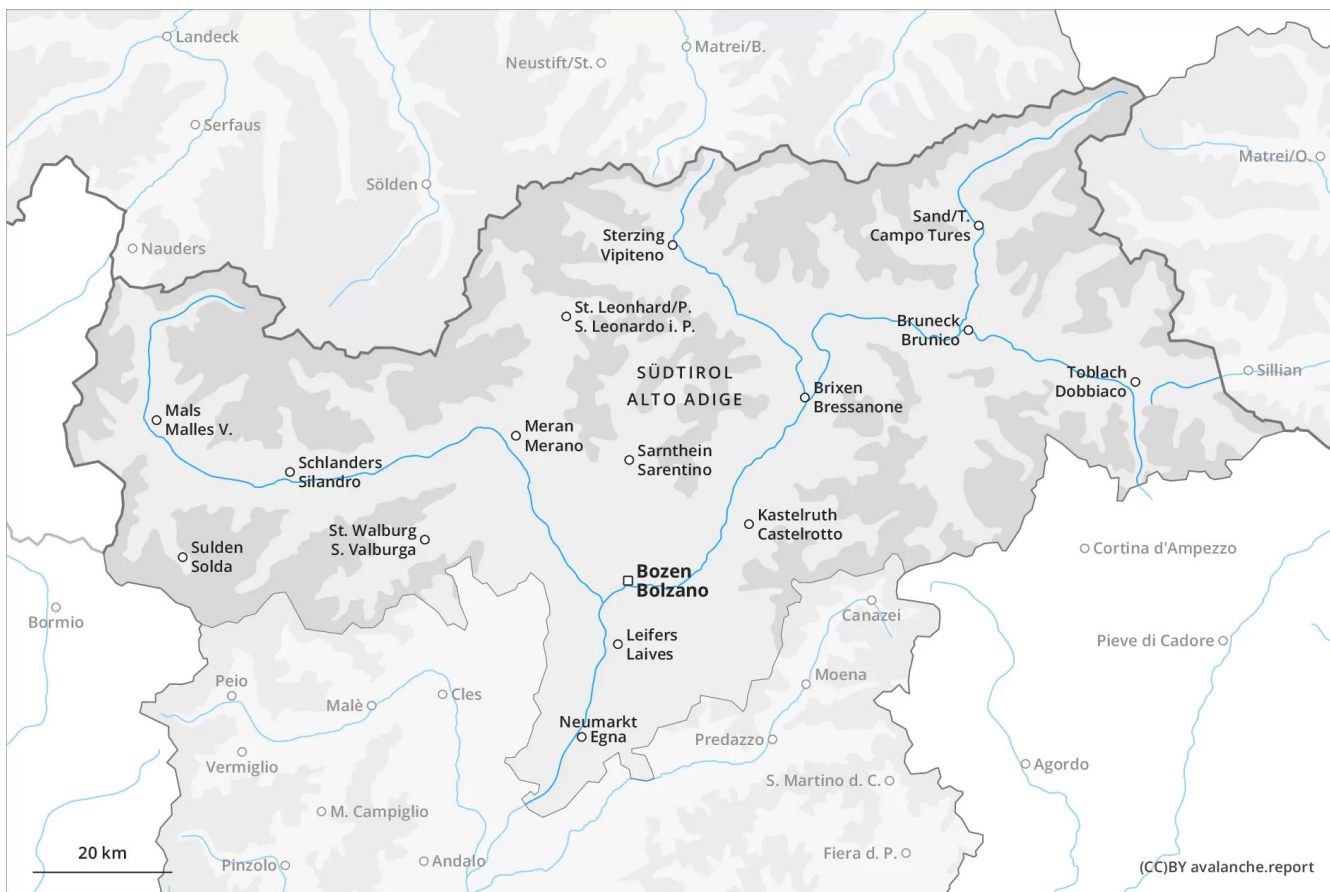 Landeck
Matrei/B.
Neustift/St.
Serfaus
Matrei/O.
Sölden
Sand/T.
Campo Tures
Sterzing
Vipiteno
Nauders
St. Leonhard/P.
S. Leonardo i. P.
Bruneck
Brunico
SÜDTIROL
ALTO ADIGE
Toblach
Dobbiaco
Sillian
Brixen
Bressanone
Mals
Malles V.
Meran
Merano
Sarnthein
Sarentino
Schlanders
Silandro
Kastelruth
Castelrotto
St. Walburg
S. Valburga
Sulden
Solda
Cortina d'Ampezzo
Bozen
Bolzano
Bormio
Canazei
Leifers
Laives
Pieve di Cadore
Moena
Peio
Cles
Malè
Neumarkt
Egna
Predazzo
Vermiglio
Agordo
S. Martino d. C.
M. Campiglio
20 km
Pinzolo
Andalo
Fiera d. P.
(CC)BY avalanche.report